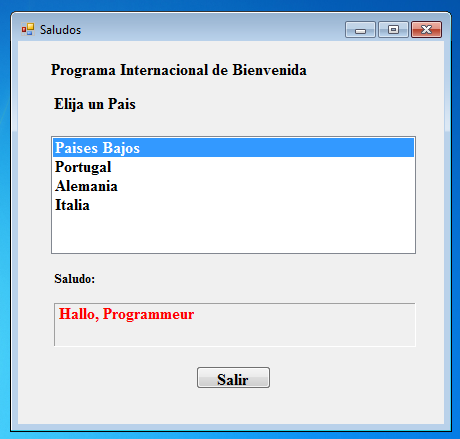 Saludos
Programa Internacional de Bienvenida
Elija un Pais
Paises Bajos
Portugal
Alemania
Italia
Saludo:
Hallo, Programmeur
Salir